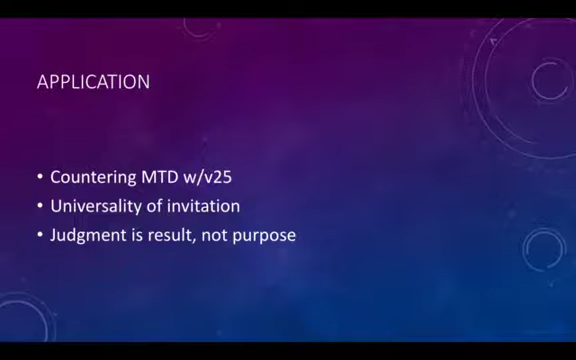 APPLICATION
• Countering MTD w/v25
• Universality of invitation
• Judgment is result, not purpose